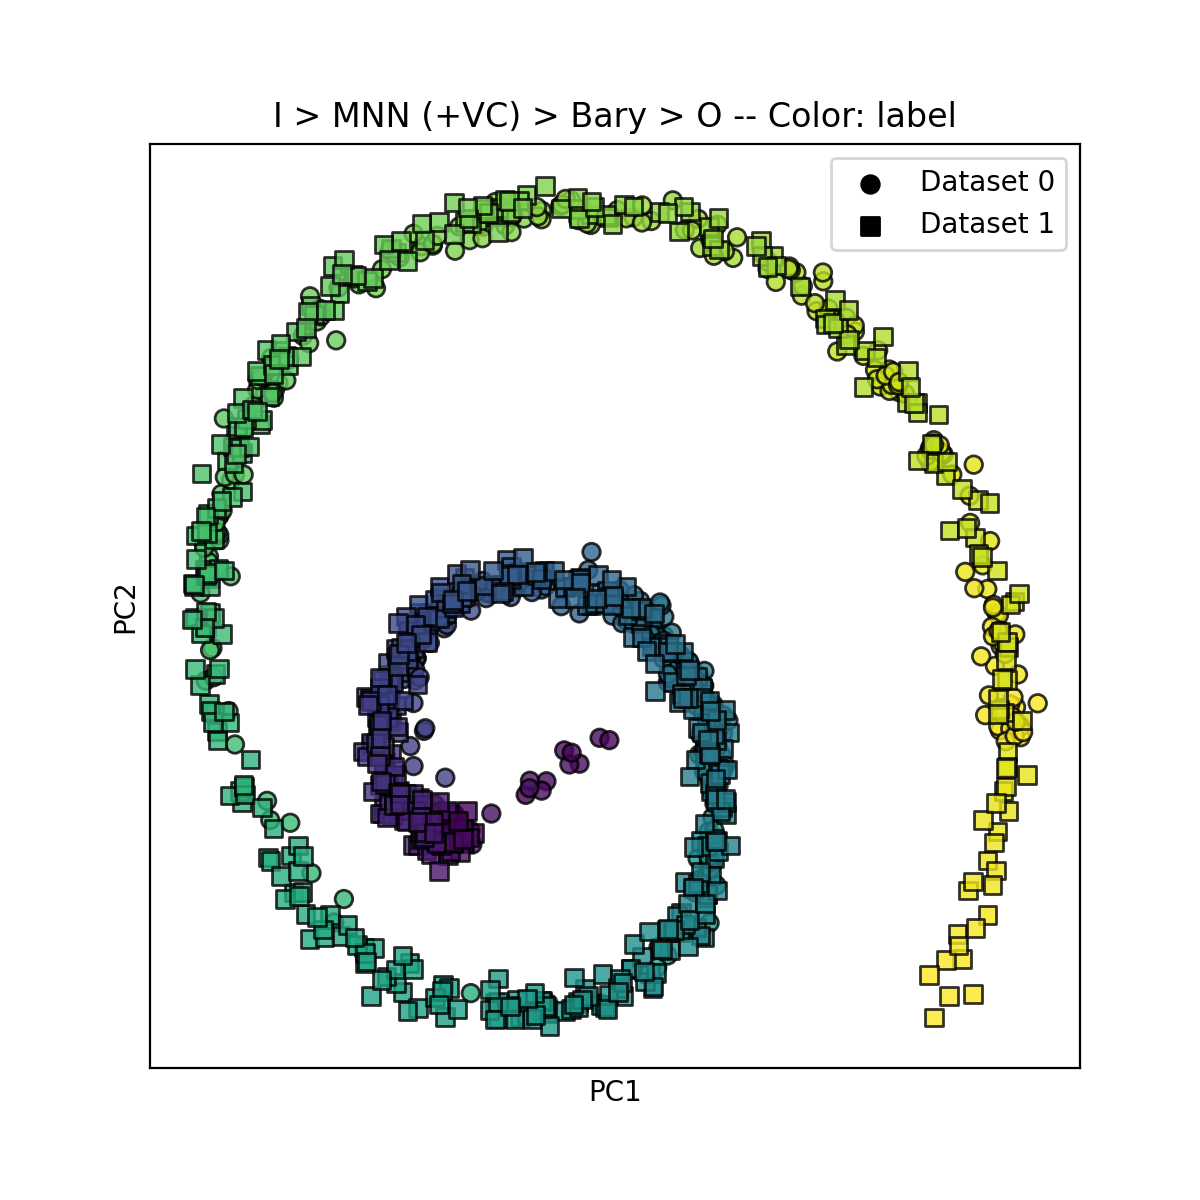 I > MNN (+VC) > Bary > O -- Color: label
Dataset 0
Dataset 1
PC2
PC1